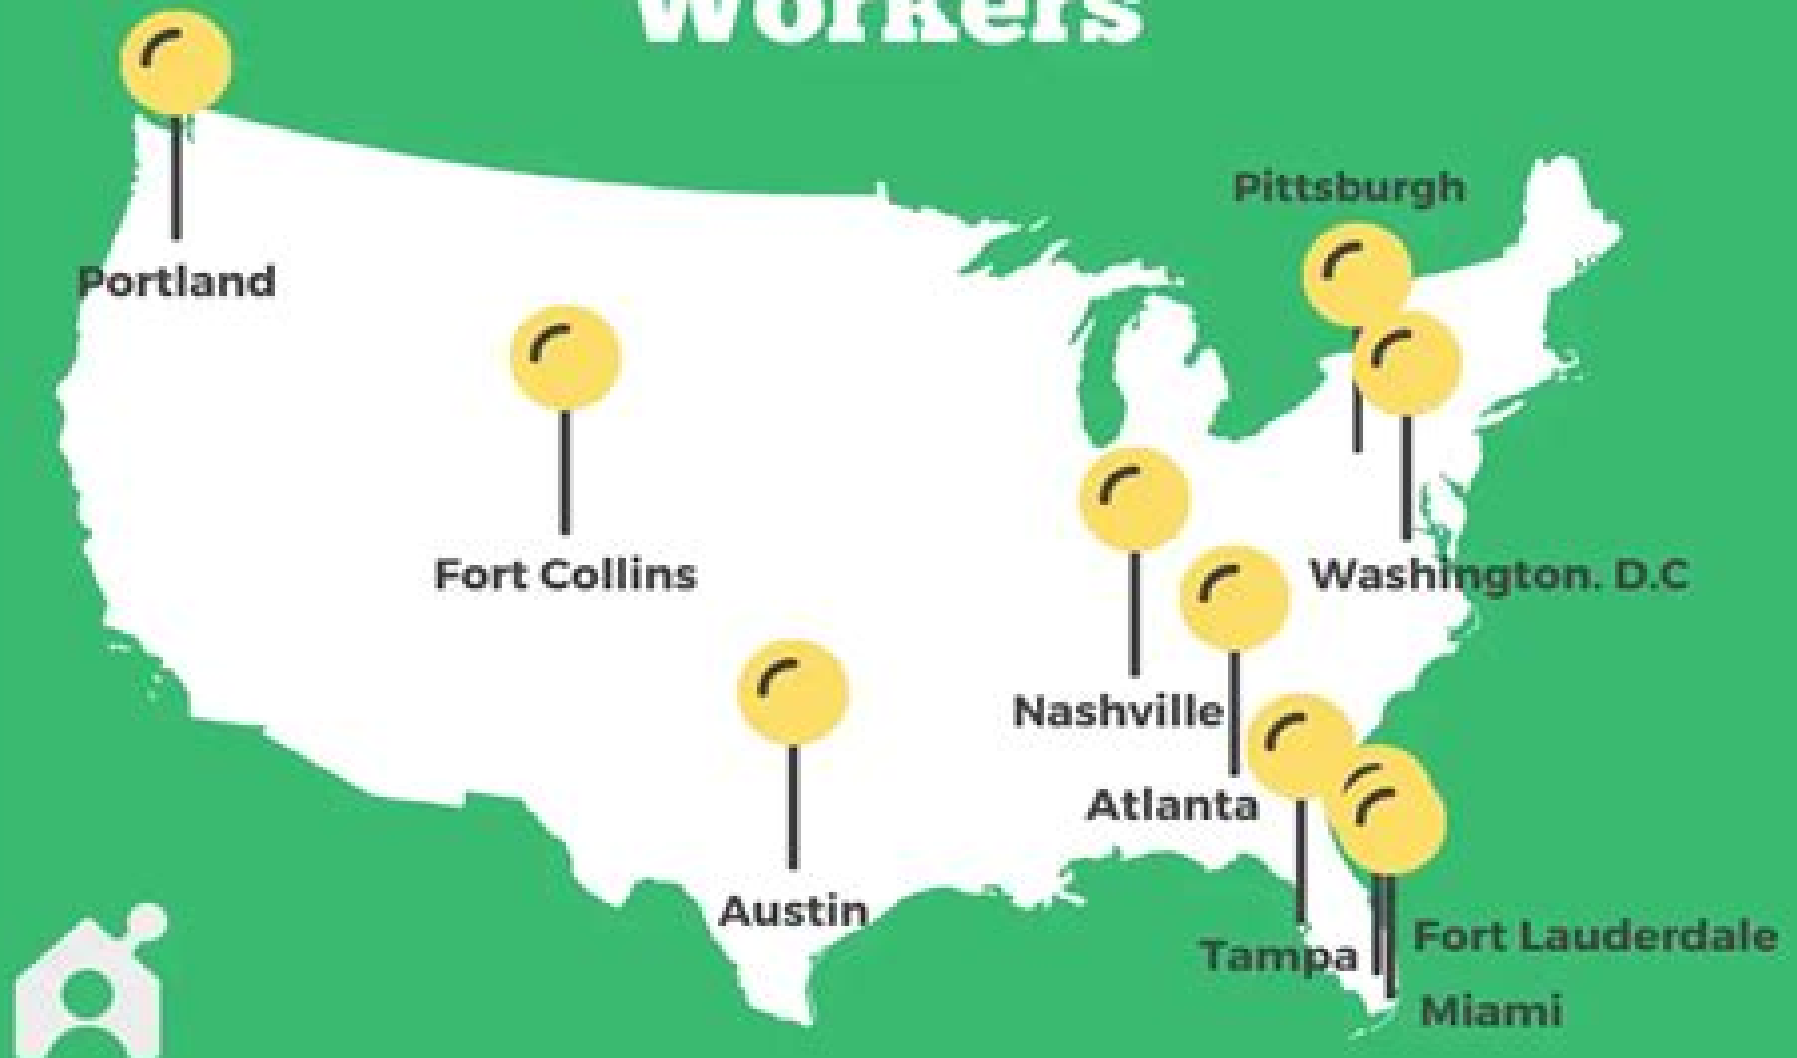 Workers
Pittsburgh
Portland
Fort Collins
Washington. D.C
Nashville
Atlanta
Austin
Fort Lauderdale
Tampa
Miami